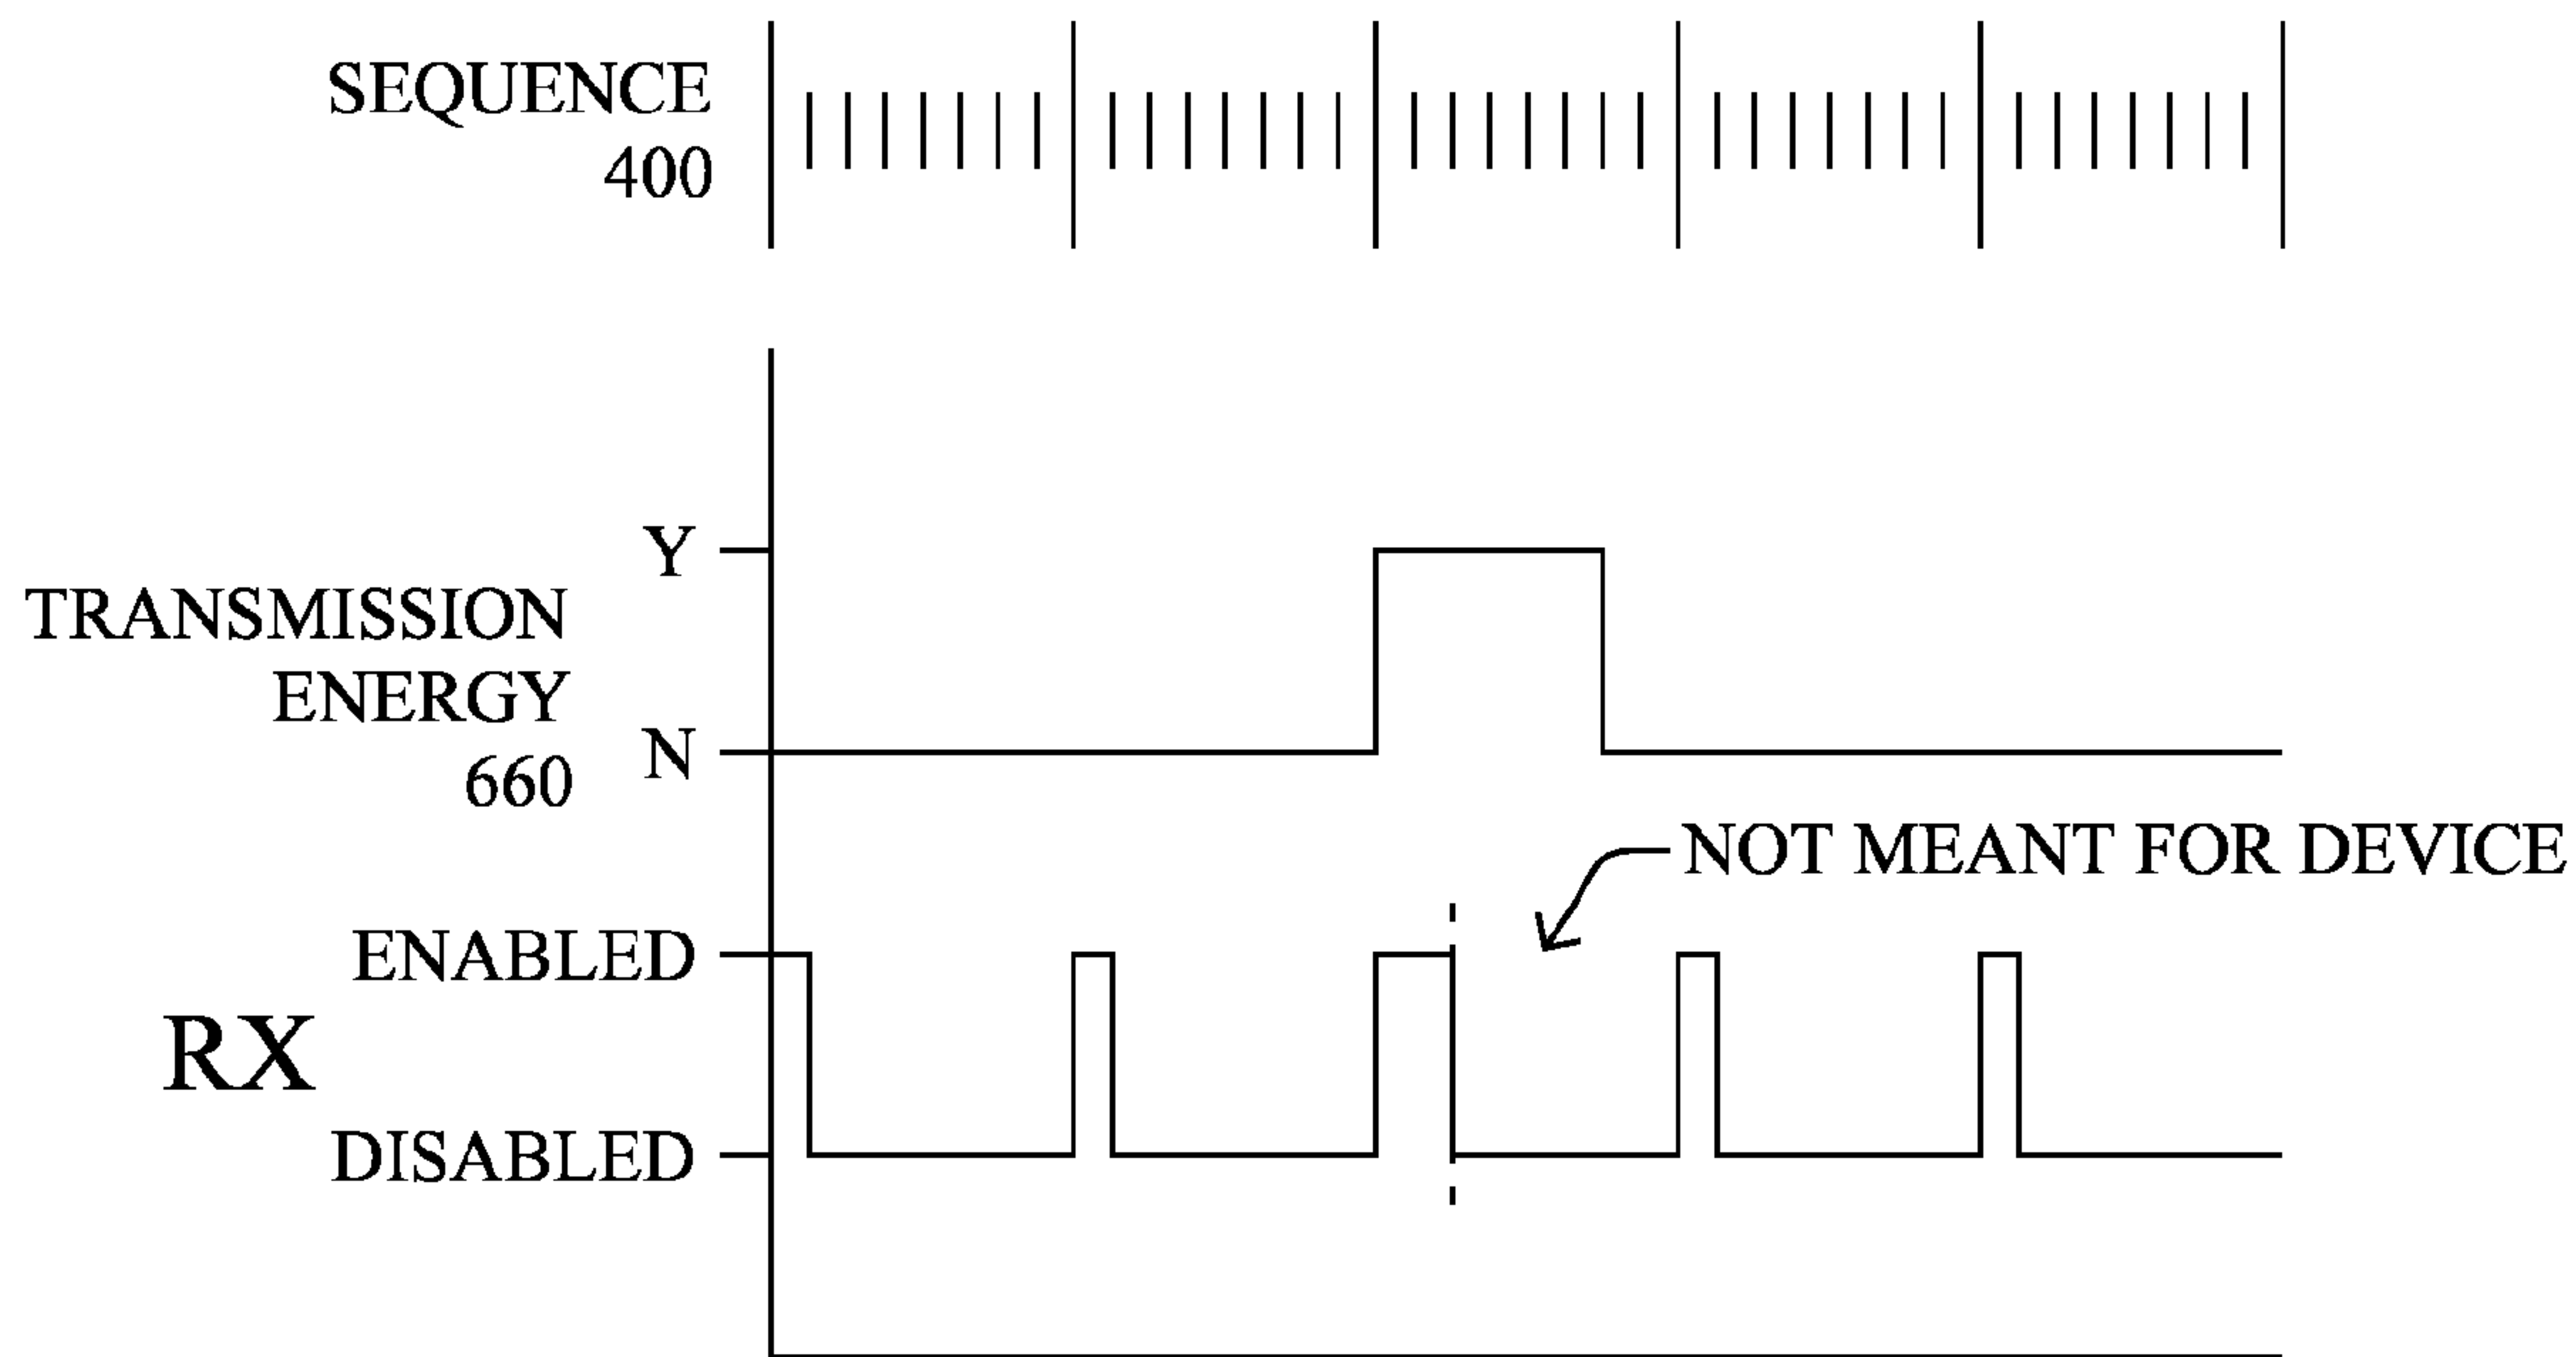 SEQUENCE
400
Y
TRANSMISSION
ENERGY
660
N
NOT MEANT FOR DEVICE
ENABLED
RX
DISABLED